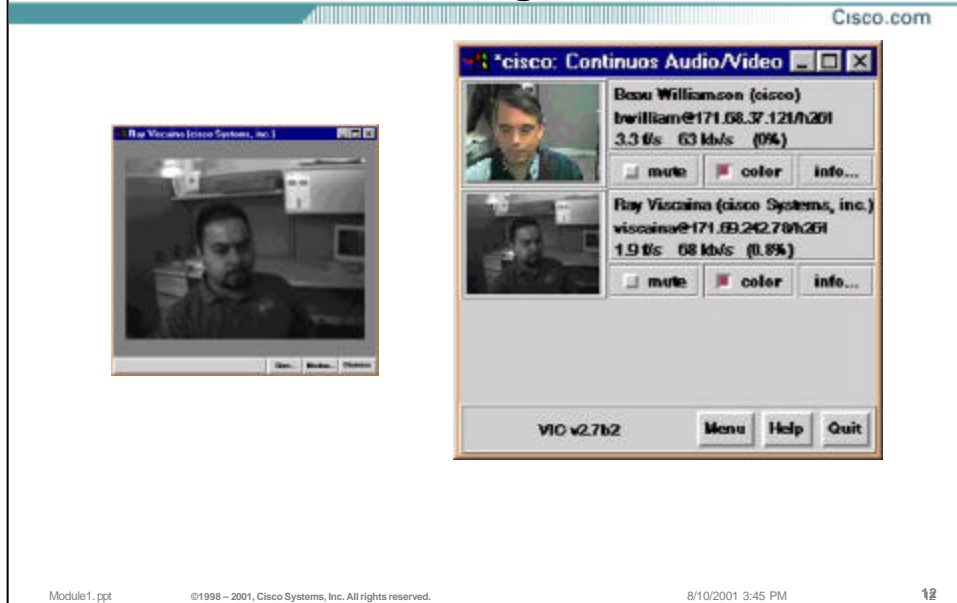 Cisco.com
Ray Viscaina (cisco Systems, inc.)
*cisco: Continuos Audio/Video
Beau Williamson (cisco)
bwilliam@171.68.37.121/h261
3.3 f/s 63 kb/s (0%)
mute color info...
Ray Viscaina (cisco Systems, inc.)
viscaina@171.69.242.78/h261
1.9 f/s 68 kb/s (0.8%)
mute color info...
VIC v2.7b2 Menu Help Quit
Module1.ppt ©1998 – 2001, Cisco Systems, Inc. All rights reserved. 8/10/2001 3:45 PM